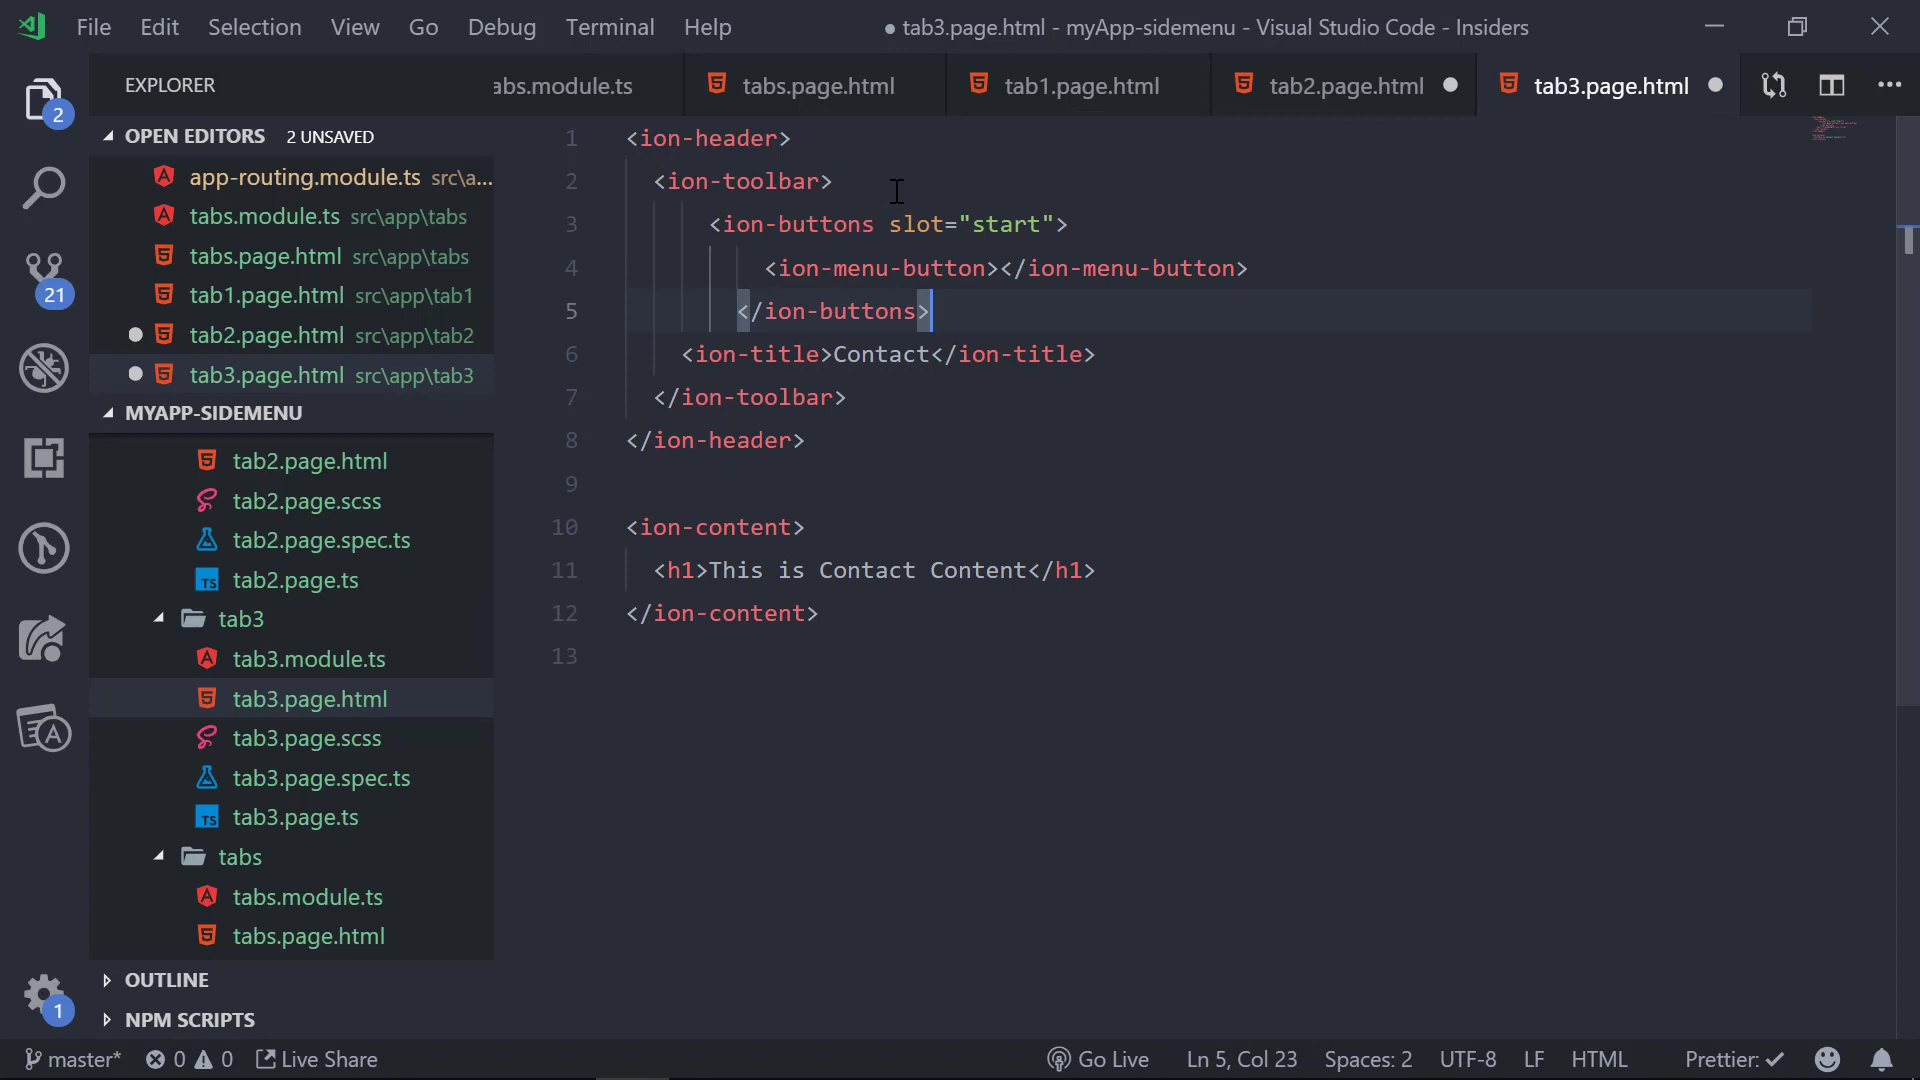 File Edit Selection View Go Debug Terminal Help
● tab3.page.html - myApp-sidemenu - Visual Studio Code - Insiders
EXPLORER
abs.module.ts
tabs.page.html
tab1.page.html
tab2.page.html
tab3.page.html
2
21
1
OPEN EDITORS 2 UNSAVED
app-routing.module.ts src\a...
tabs.module.ts src\app\tabs
tabs.page.html src\app\tabs
tab1.page.html src\app\tab1
tab2.page.html src\app\tab2
tab3.page.html src\app\tab3
MYAPP-SIDEMENU
tab2.page.html
tab2.page.scss
tab2.page.spec.ts
TS tab2.page.ts
tab3
tab3.module.ts
tab3.page.html
tab3.page.scss
tab3.page.spec.ts
TS tab3.page.ts
tabs
tabs.module.ts
tabs.page.html
OUTLINE
NPM SCRIPTS
1 <ion-header>
2 <ion-toolbar>
3 <ion-buttons slot="start">
4 <ion-menu-button></ion-menu-button>
5 </ion-buttons>
6 <ion-title>Contact</ion-title>
7 </ion-toolbar>
8 </ion-header>
9
10 <ion-content>
11 <h1>This is Contact Content</h1>
12 </ion-content>
13
master* 0 0 Live Share Go Live Ln 5, Col 23 Spaces: 2 UTF-8 LF HTML Prettier: ✓